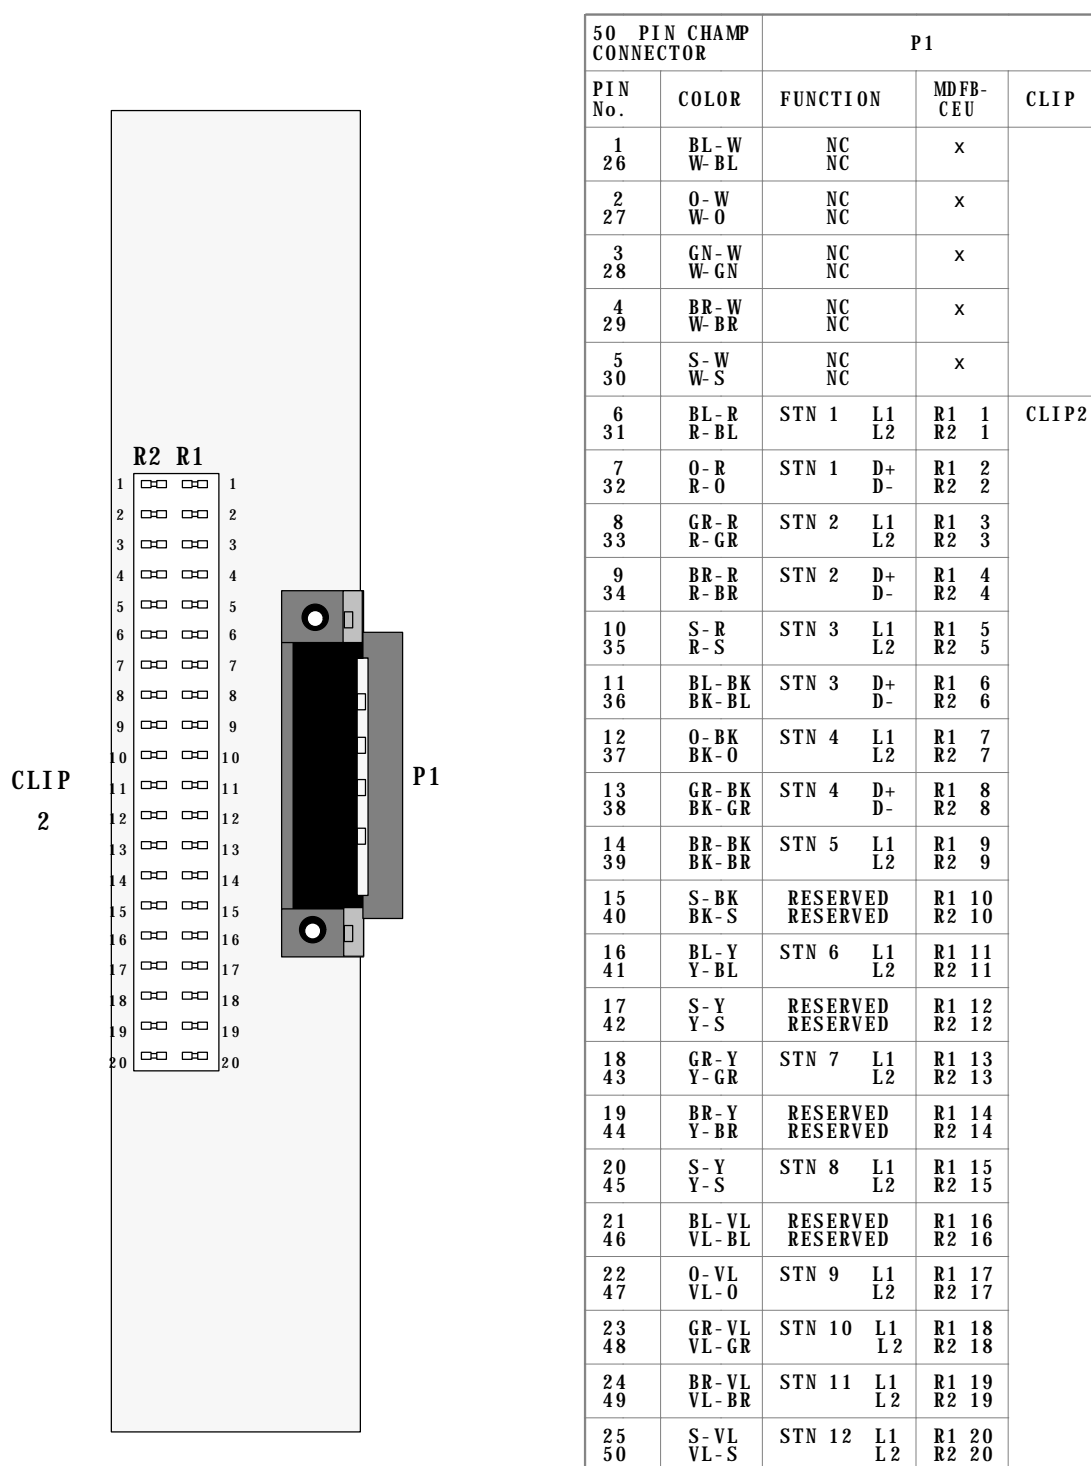 R2 R1
1 1
2 2
3 3
4 4
5 5
6 6
7 7
8 8
9 9
10 10
11 11
12 12
13 13
14 14
15 15
16 16
17 17
18 18
19 19
20 20
CLIP
2
P1
50 PIN CHAMP CONNECTOR P1
PIN No. COLOR FUNCTION MDFB-CEU CLIP
1 BL-W NC x
26 W-BL NC
2 O-W NC x
27 W-O NC
3 GN-W NC x
28 W-GN NC
4 BR-W NC x
29 W-BR NC
5 S-W NC x
30 W-S NC
6 BL-R STN 1 L1 R1 1 CLIP2
31 R-BL L2 R2 1
7 O-R STN 1 D+ R1 2
32 R-O D- R2 2
8 GR-R STN 2 L1 R1 3
33 R-GR L2 R2 3
9 BR-R STN 2 D+ R1 4
34 R-BR D- R2 4
10 S-R STN 3 L1 R1 5
35 R-S L2 R2 5
11 BL-BK STN 3 D+ R1 6
36 BK-BL D- R2 6
12 O-BK STN 4 L1 R1 7
37 BK-O L2 R2 7
13 GR-BK STN 4 D+ R1 8
38 BK-GR D- R2 8
14 BR-BK STN 5 L1 R1 9
39 BK-BR L2 R2 9
15 S-BK RESERVED R1 10
40 BK-S RESERVED R2 10
16 BL-Y STN 6 L1 R1 11
41 Y-BL L2 R2 11
17 S-Y RESERVED R1 12
42 Y-S RESERVED R2 12
18 GR-Y STN 7 L1 R1 13
43 Y-GR L2 R2 13
19 BR-Y RESERVED R1 14
44 Y-BR RESERVED R2 14
20 S-Y STN 8 L1 R1 15
45 Y-S L2 R2 15
21 BL-VL RESERVED R1 16
46 VL-BL RESERVED R2 16
22 O-VL STN 9 L1 R1 17
47 VL-O L2 R2 17
23 GR-VL STN 10 L1 R1 18
48 VL-GR L2 R2 18
24 BR-VL STN 11 L1 R1 19
49 VL-BR L2 R2 19
25 S-VL STN 12 L1 R1 20
50 VL-S L2 R2 20